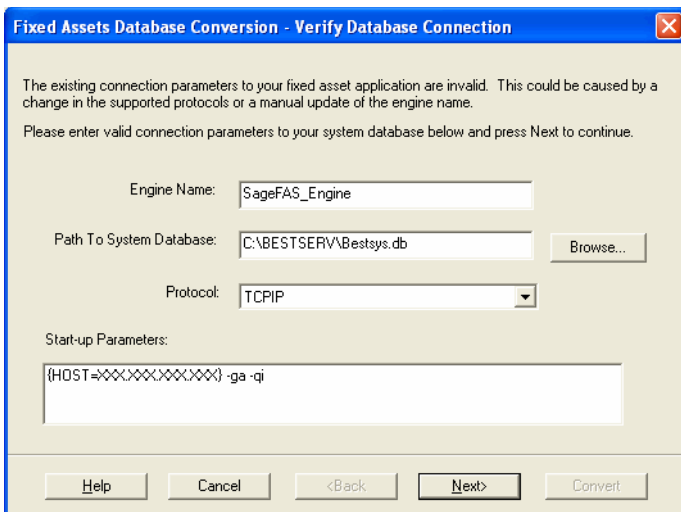 Fixed Assets Database Conversion - Verify Database Connection
The existing connection parameters to your fixed asset application are invalid.  This could be caused by a
change in the supported protocols or a manual update of the engine name.
Please enter valid connection parameters to your system database below and press Next to continue.
Engine Name: SageFAS_Engine
Path To System Database: C:\BESTSERV\Bestsys.db Browse...
Protocol: TCPIP
Start-up Parameters:
{HOST=XXX.XXX.XXX.XXX} -ga -qi
Help Cancel <Back Next> Convert